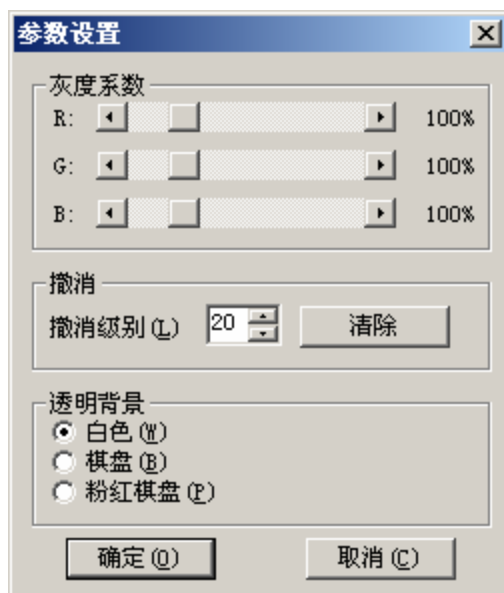 参数设置
灰度系数
R: 100%
G: 100%
B: 100%
撤消
撤消级别(L) 20 清除
透明背景
白色(W)
棋盘(B)
粉红棋盘(P)
确定(O) 取消(C)